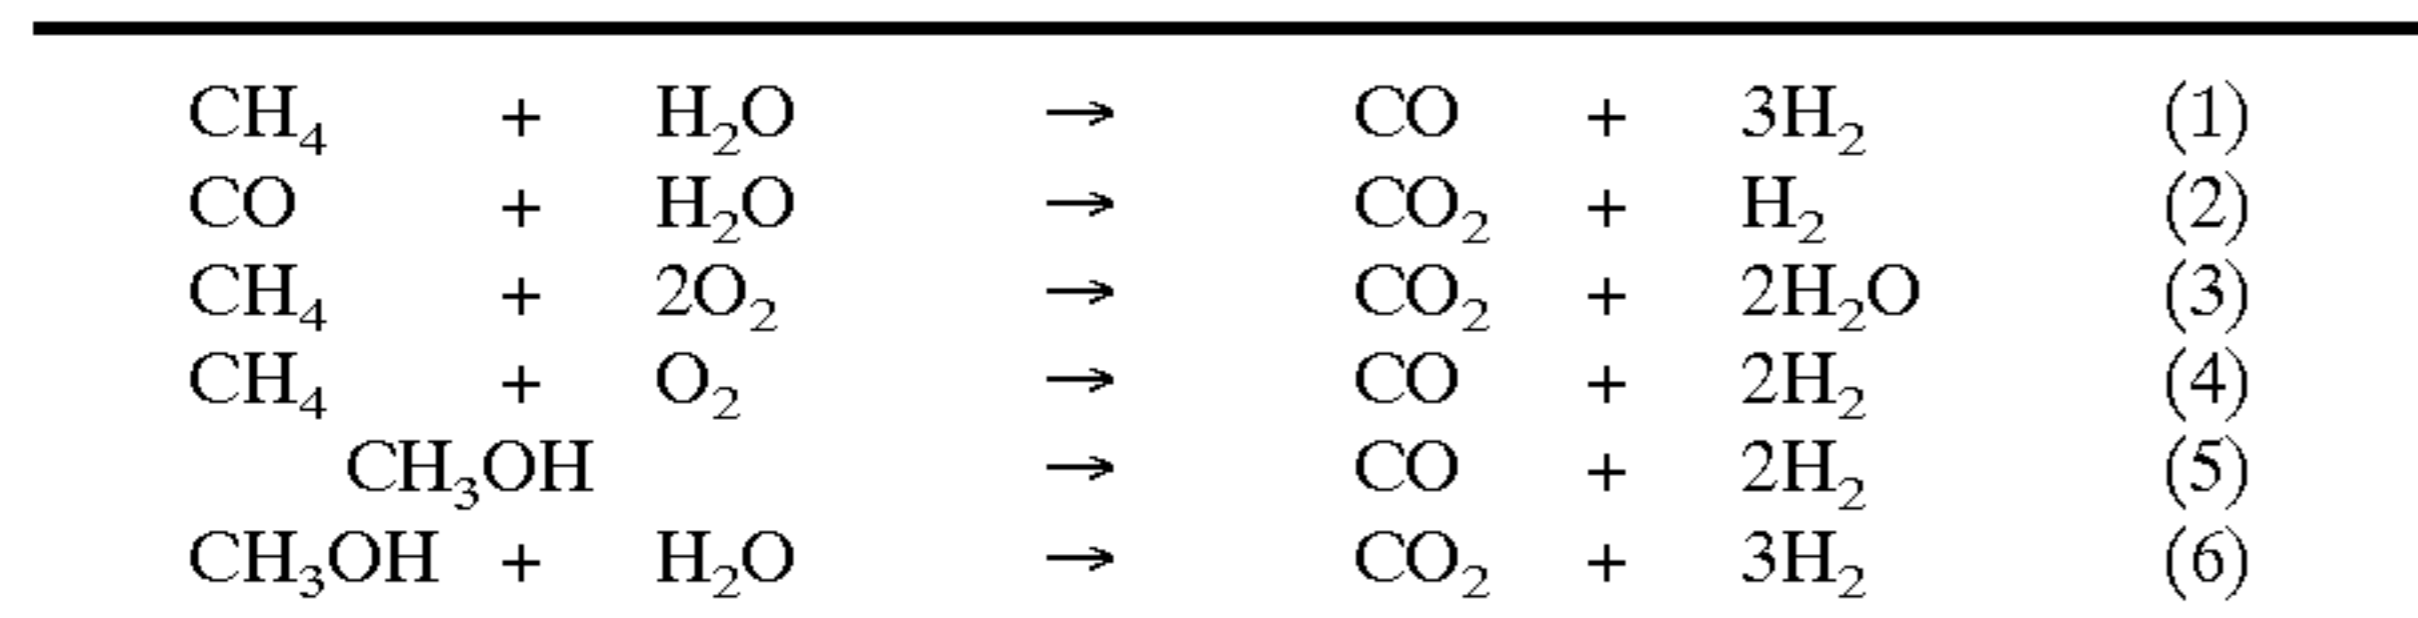 CH₄ + H₂O → CO + 3H₂ (1)
CO + H₂O → CO₂ + H₂ (2)
CH₄ + 2O₂ → CO₂ + 2H₂O (3)
CH₄ + O₂ → CO + 2H₂ (4)
CH₃OH → CO + 2H₂ (5)
CH₃OH + H₂O → CO₂ + 3H₂ (6)